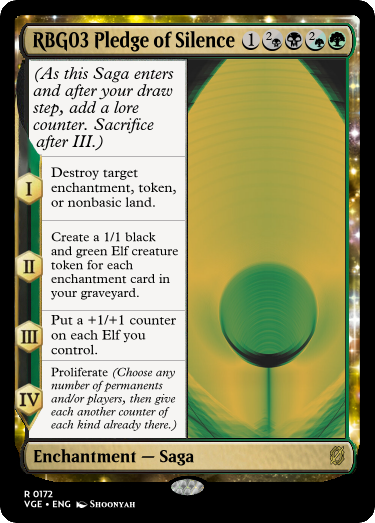 RBG03 Pledge of Silence 1 2 2
(As this Saga enters
and after your draw
step, add a lore
counter. Sacrifice
after III.)
I
Destroy target
enchantment, token,
or nonbasic land.
II
Create a 1/1 black
and green Elf creature
token for each
enchantment card in
your graveyard.
III
Put a +1/+1 counter
on each Elf you
control.
IV
Proliferate (Choose any
number of permanents
and/or players, then give
each another counter of
each kind already there.)
Enchantment — Saga
R 0172
VGE • ENG Shoonyah